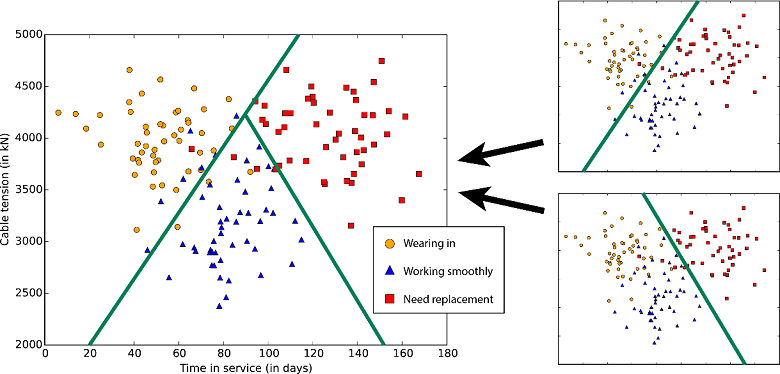 5000
4500
4000
3500
3000
2500
2000
Cable tension (in kN)
Wearing in
Working smoothly
Need replacement
0 20 40 60 80 100 120 140 160 180
Time in service (in days)